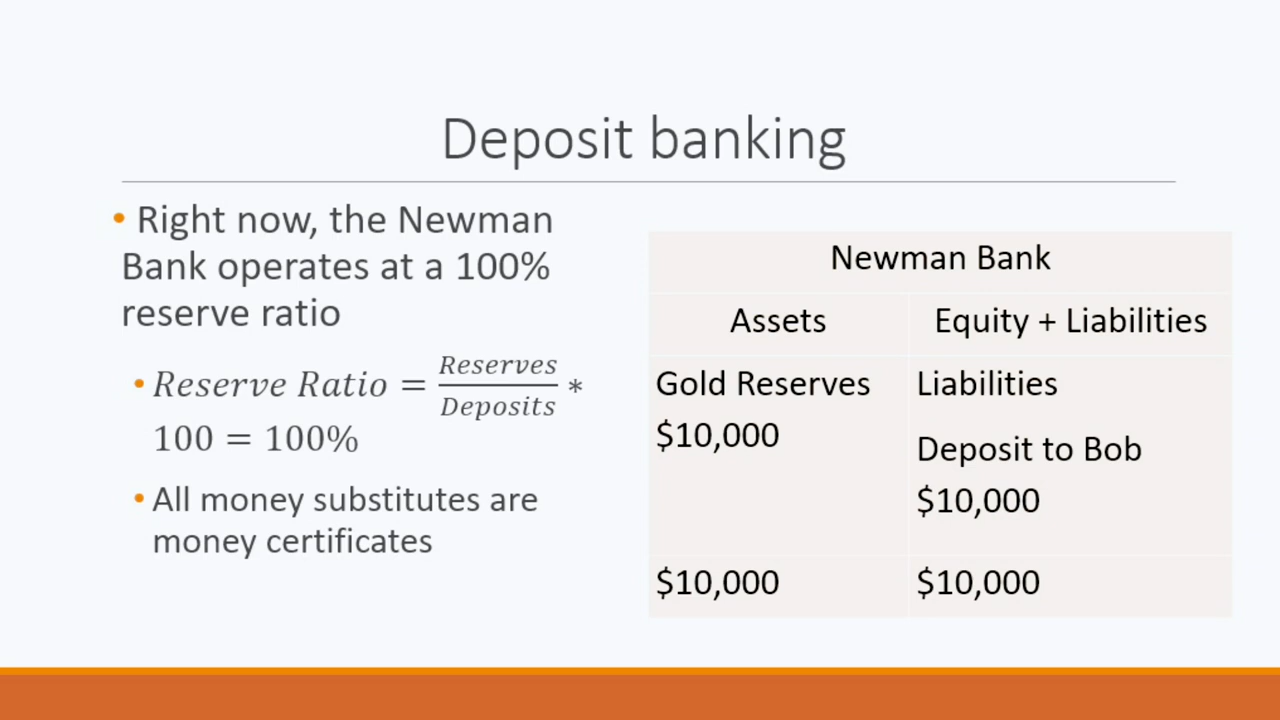 Deposit banking
• Right now, the Newman
Bank operates at a 100%
reserve ratio
• Reserve Ratio = Reserves / Deposits *
100 = 100%
• All money substitutes are
money certificates
Newman Bank
Assets Equity + Liabilities
Gold Reserves Liabilities
$10,000
Deposit to Bob
$10,000
$10,000 $10,000